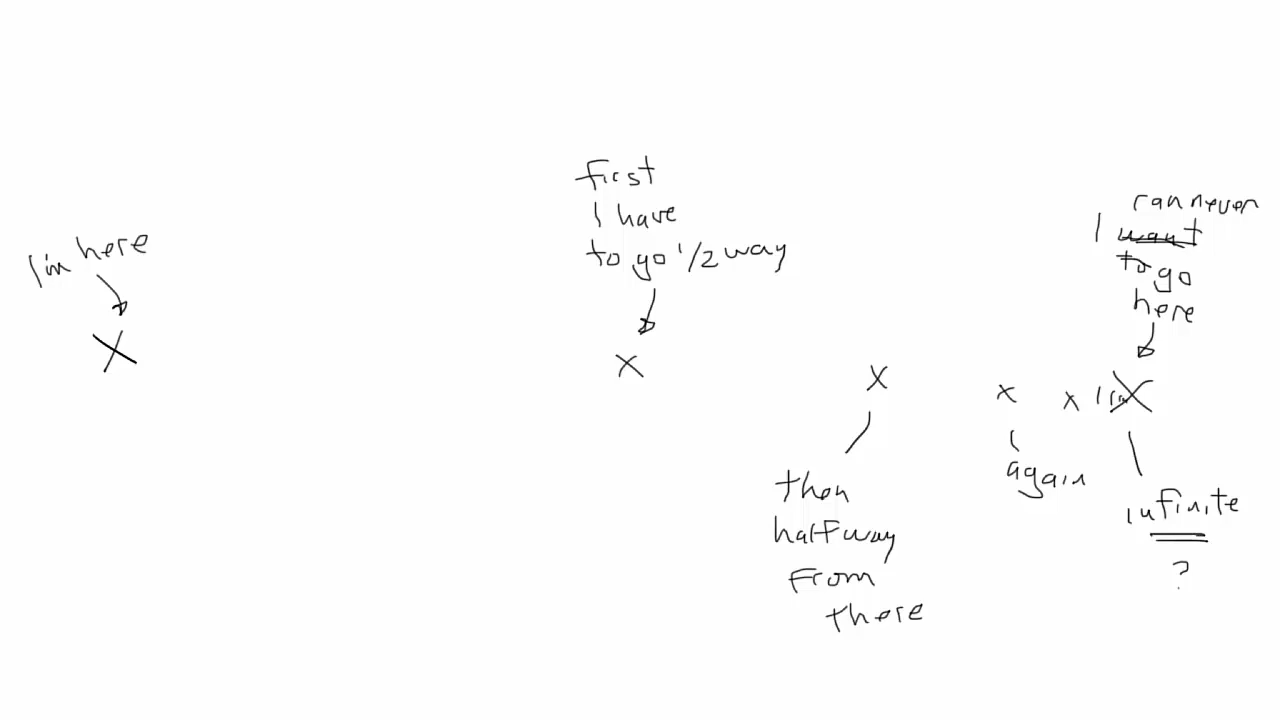 I'm here
X
first
I have
to go 1/2 way
X
can never
I want
to go
here
X
X
x
X
then
halfway
from
there
again
infinite
?